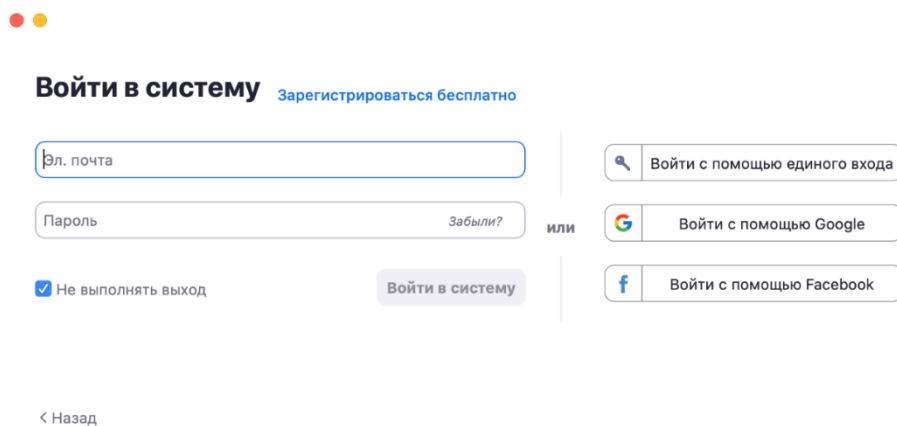 Войти в систему Зарегистрироваться бесплатно
Эл. почта
Пароль Забыли?
Не выполнять выход Войти в систему
или
Войти с помощью единого входа
Войти с помощью Google
Войти с помощью Facebook
Назад